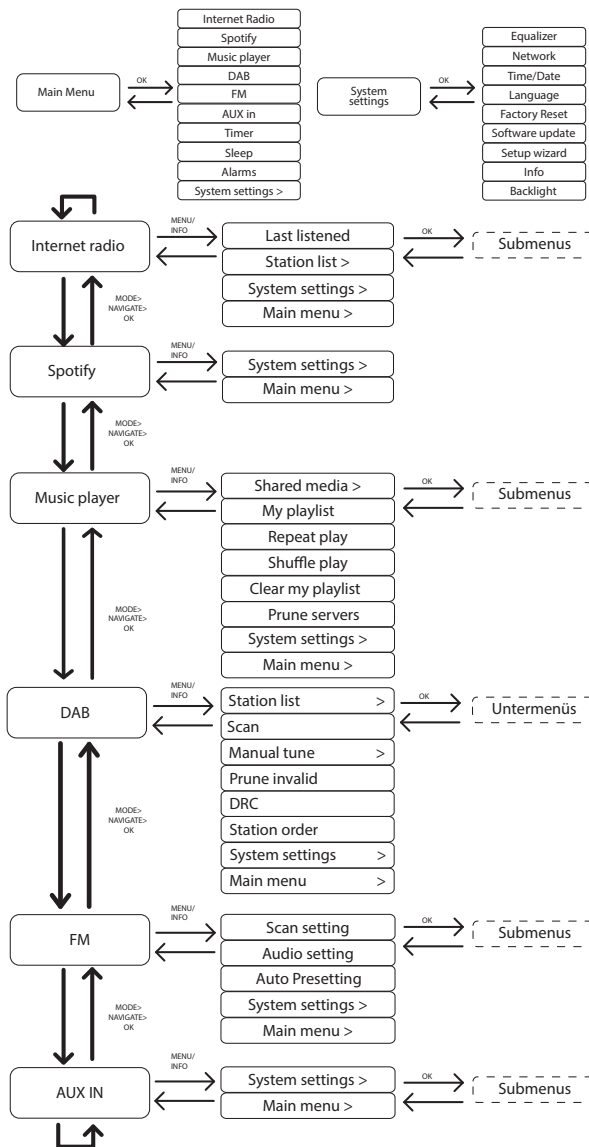 Main Menu
OK
Internet Radio
Spotify
Music player
DAB
FM
AUX in
Timer
Sleep
Alarms
System settings >
System
settings
OK
Equalizer
Network
Time/Date
Language
Factory Reset
Software update
Setup wizard
Info
Backlight
Internet radio
MENU/
INFO
Last listened
Station list >
System settings >
Main menu >
OK
Submenus
MODE>
NAVIGATE>
OK
Spotify
MENU/
INFO
System settings >
Main menu >
MODE>
NAVIGATE>
OK
Music player
MENU/
INFO
Shared media >
My playlist
Repeat play
Shuffle play
Clear my playlist
Prune servers
System settings >
Main menu >
OK
Submenus
MODE>
NAVIGATE>
OK
DAB
MENU/
INFO
Station list >
Scan
Manual tune >
Prune invalid
DRC
Station order
System settings >
Main menu >
OK
Untermenüs
MODE>
NAVIGATE>
OK
FM
MENU/
INFO
Scan setting
Audio setting
Auto Presetting
System settings >
Main menu >
OK
Submenus
MODE>
NAVIGATE>
OK
AUX IN
MENU/
INFO
System settings >
Main menu >
OK
Submenus